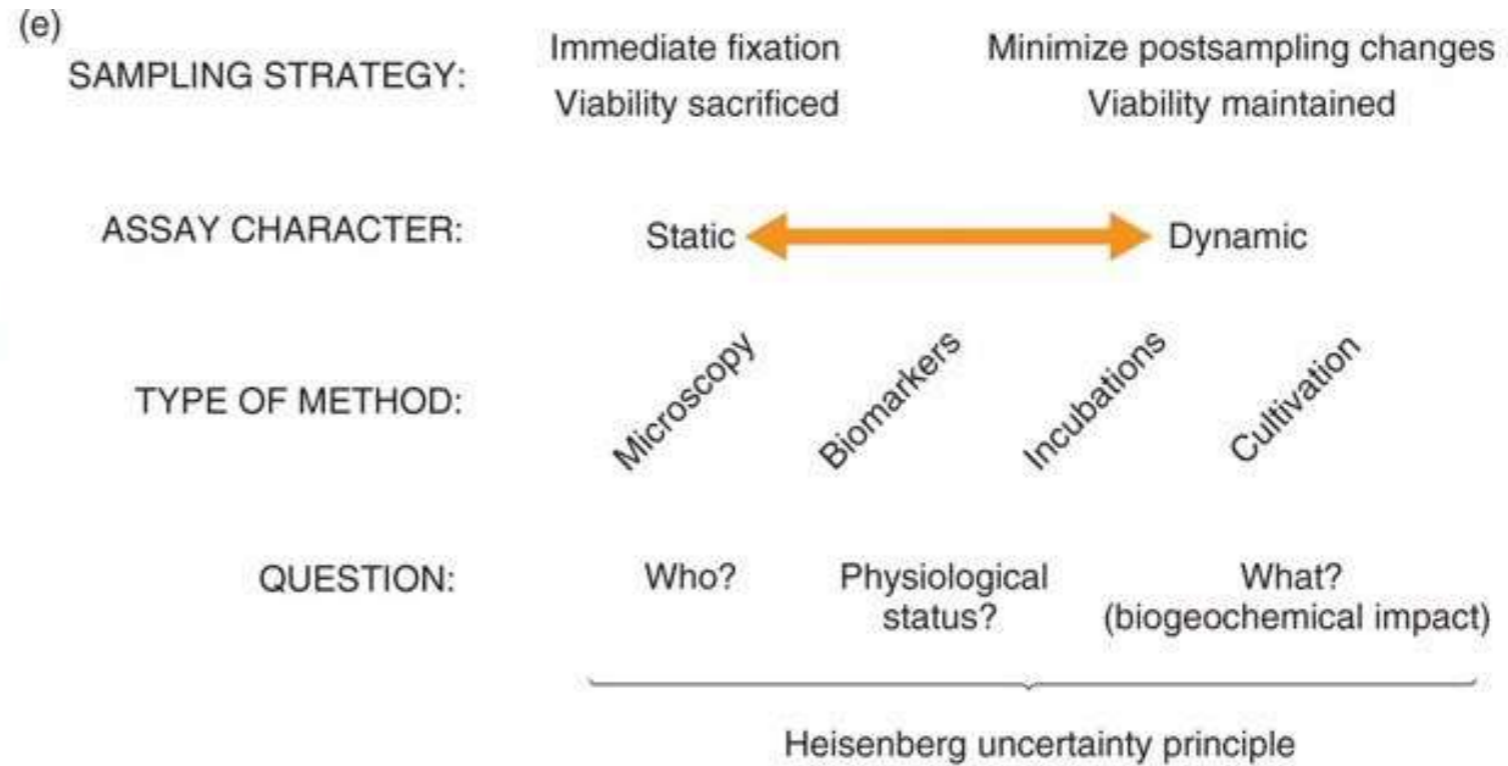 (e)
SAMPLING STRATEGY:
Immediate fixation
Viability sacrificed
Minimize postsampling changes
Viability maintained
ASSAY CHARACTER:
Static
Dynamic
TYPE OF METHOD:
Microscopy
Biomarkers
Incubations
Cultivation
QUESTION:
Who?
Physiological
status?
What?
(biogeochemical impact)
Heisenberg uncertainty principle